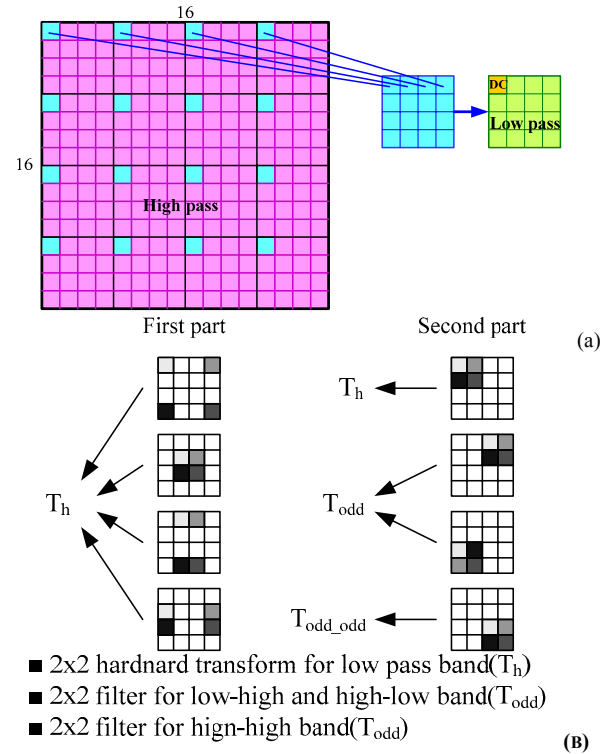 16
16
DC
Low pass
High pass
First part
Second part
(a)
Th
Th
Todd
Todd_odd
■ 2x2 hardnard transform for low pass band(Th)
■ 2x2 filter for low-high and high-low band(Todd)
■ 2x2 filter for hign-high band(Todd)
(B)